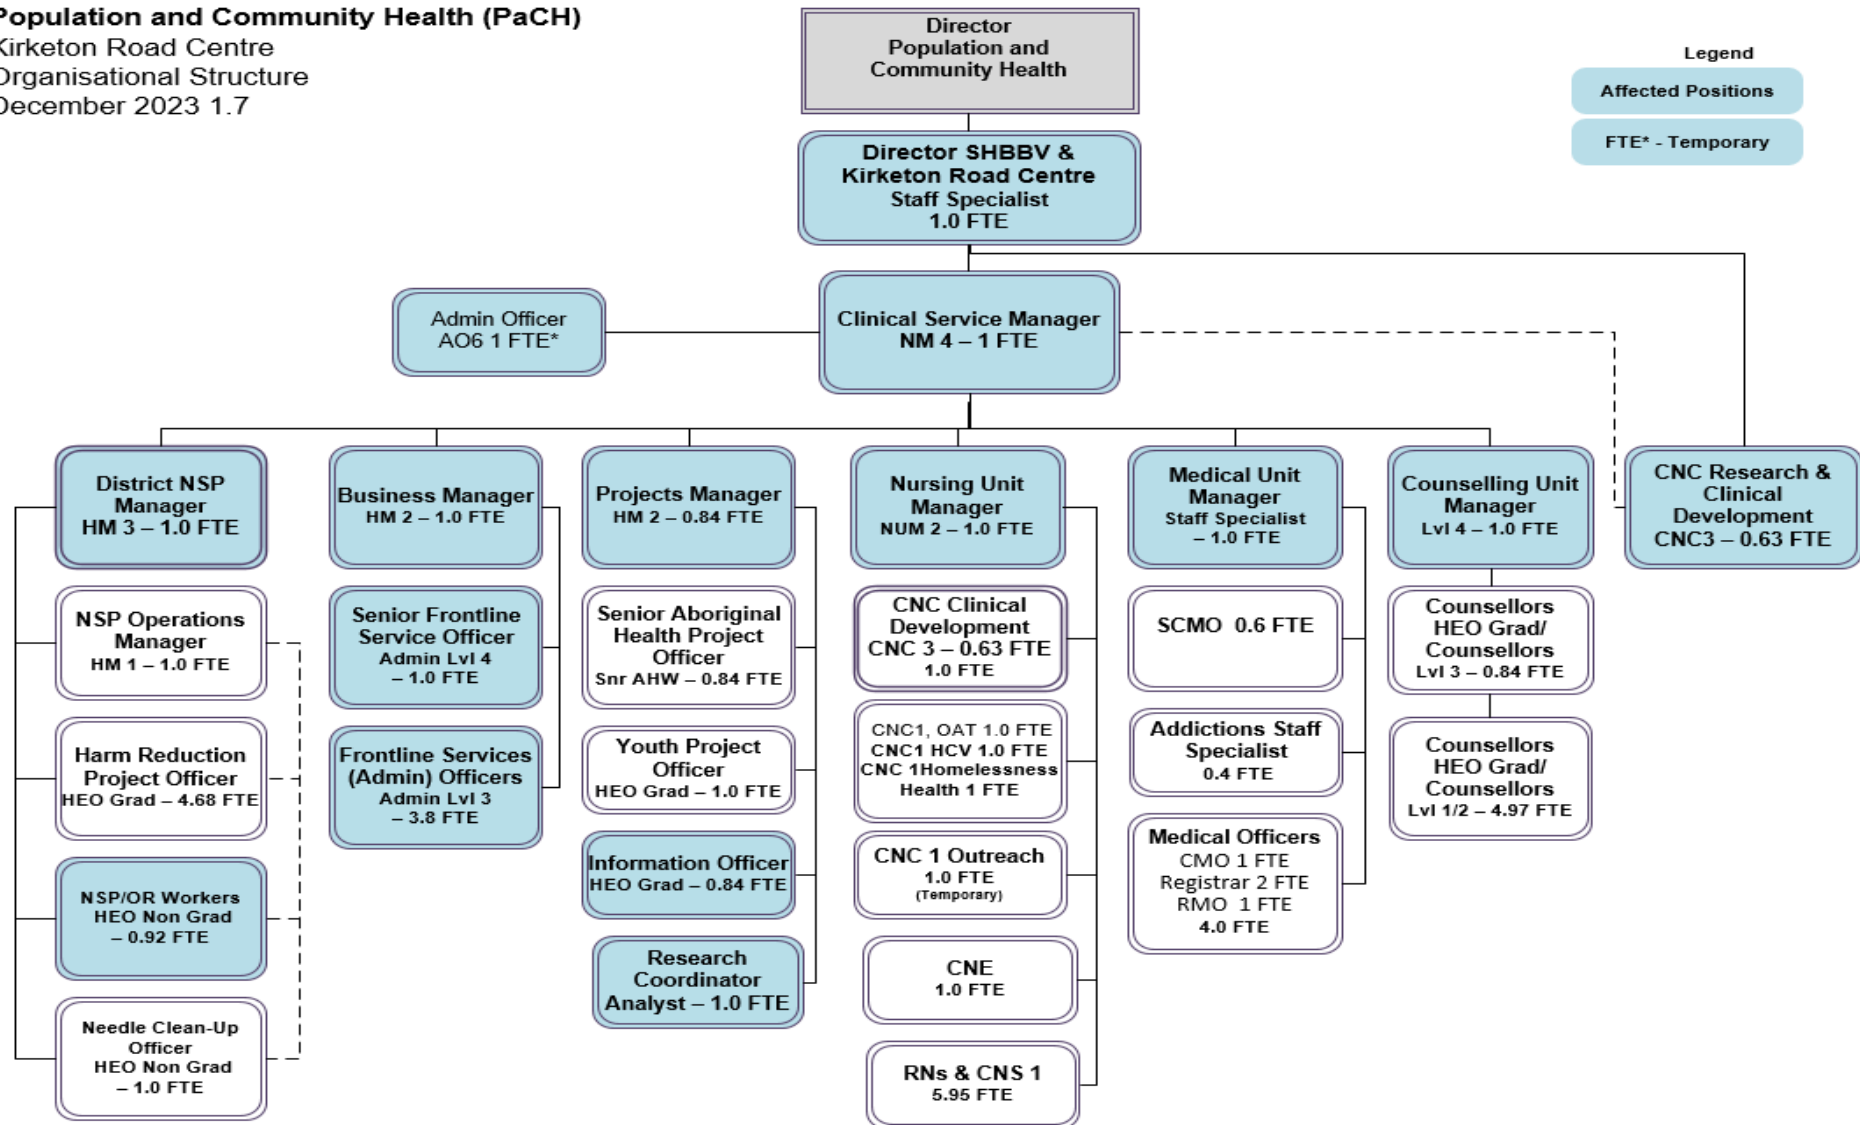 Population and Community Health (PaCH)
Kirketon Road Centre
Organisational Structure
December 2023 1.7
Director
Population and
Community Health
Legend
Affected Positions
FTE* - Temporary
Director SHBBV &
Kirketon Road Centre
Staff Specialist
1.0 FTE
Admin Officer
AO6 1 FTE*
Clinical Service Manager
NM 4 – 1 FTE
District NSP
Manager
HM 3 – 1.0 FTE
Business Manager
HM 2 – 1.0 FTE
Projects Manager
HM 2 – 0.84 FTE
Nursing Unit
Manager
NUM 2 – 1.0 FTE
Medical Unit
Manager
Staff Specialist
– 1.0 FTE
Counselling Unit
Manager
Lvl 4 – 1.0 FTE
CNC Research &
Clinical
Development
CNC3 – 0.63 FTE
NSP Operations
Manager
HM 1 – 1.0 FTE
Harm Reduction
Project Officer
HEO Grad – 4.68 FTE
NSP/OR Workers
HEO Non Grad
– 0.92 FTE
Needle Clean-Up
Officer
HEO Non Grad
– 1.0 FTE
Senior Frontline
Service Officer
Admin Lvl 4
– 1.0 FTE
Frontline Services
(Admin) Officers
Admin Lvl 3
– 3.8 FTE
Senior Aboriginal
Health Project
Officer
Snr AHW – 0.84 FTE
Youth Project
Officer
HEO Grad – 1.0 FTE
Information Officer
HEO Grad – 0.84 FTE
Research
Coordinator
Analyst – 1.0 FTE
CNC Clinical
Development
CNC 3 – 0.63 FTE
1.0 FTE
CNC1, OAT 1.0 FTE
CNC1 HCV 1.0 FTE
CNC 1Homelessness
Health 1 FTE
CNC 1 Outreach
1.0 FTE
(Temporary)
CNE
1.0 FTE
RNs & CNS 1
5.95 FTE
SCMO 0.6 FTE
Addictions Staff
Specialist
0.4 FTE
Medical Officers
CMO 1 FTE
Registrar 2 FTE
RMO 1 FTE
4.0 FTE
Counsellors
HEO Grad/
Counsellors
Lvl 3 – 0.84 FTE
Counsellors
HEO Grad/
Counsellors
Lvl 1/2 – 4.97 FTE